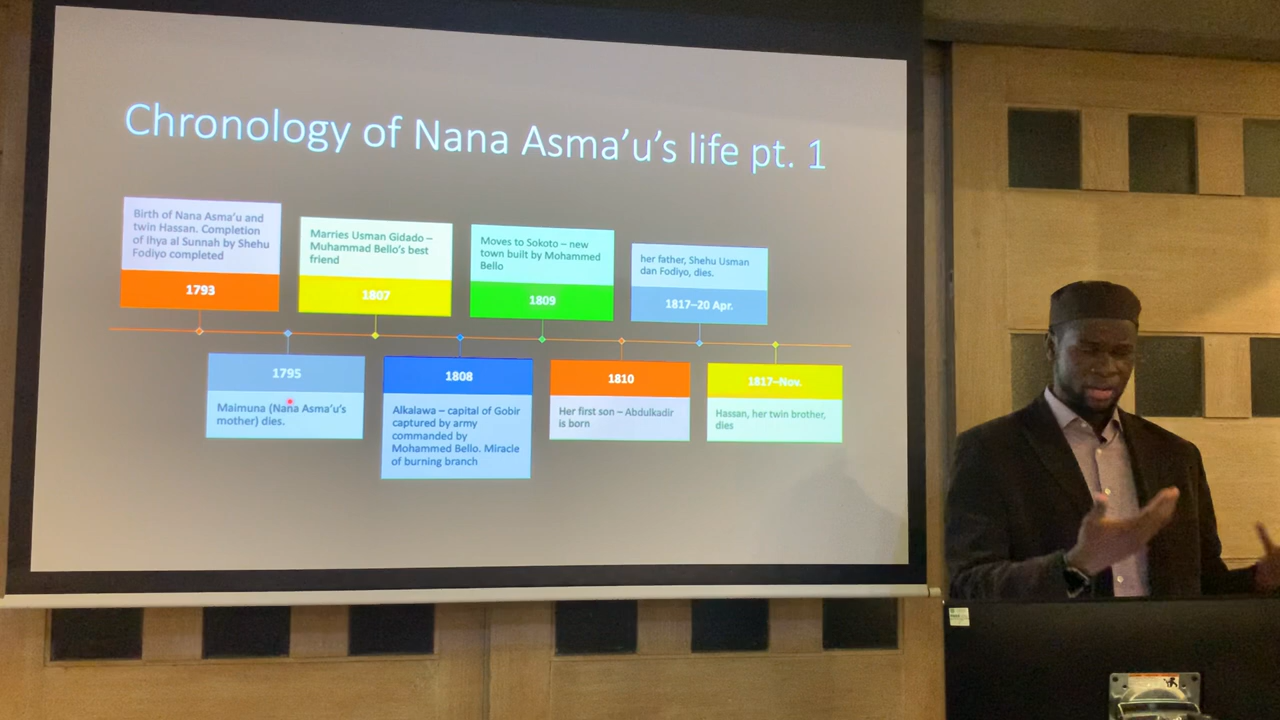 Chronology of Nana Asma’u’s life pt. 1
Birth of Nana Asma’u and
twin Hassan. Completion
of Ihya al Sunnah by Shehu
Fodiyo completed
1793
Marries Usman Gidado –
Muhammad Bello’s best
friend
1807
Moves to Sokoto – new
town built by Mohammed
Bello
1809
her father, Shehu Usman
dan Fodiyo, dies.
1817–20 Apr.
1795
Maimuna (Nana Asma’u’s
mother) dies.
1808
Alkalawa – capital of Gobir
captured by army
commanded by
Mohammed Bello. Miracle
of burning branch
1810
Her first son – Abdulkadir
is born
1817–Nov.
Hassan, her twin brother,
dies